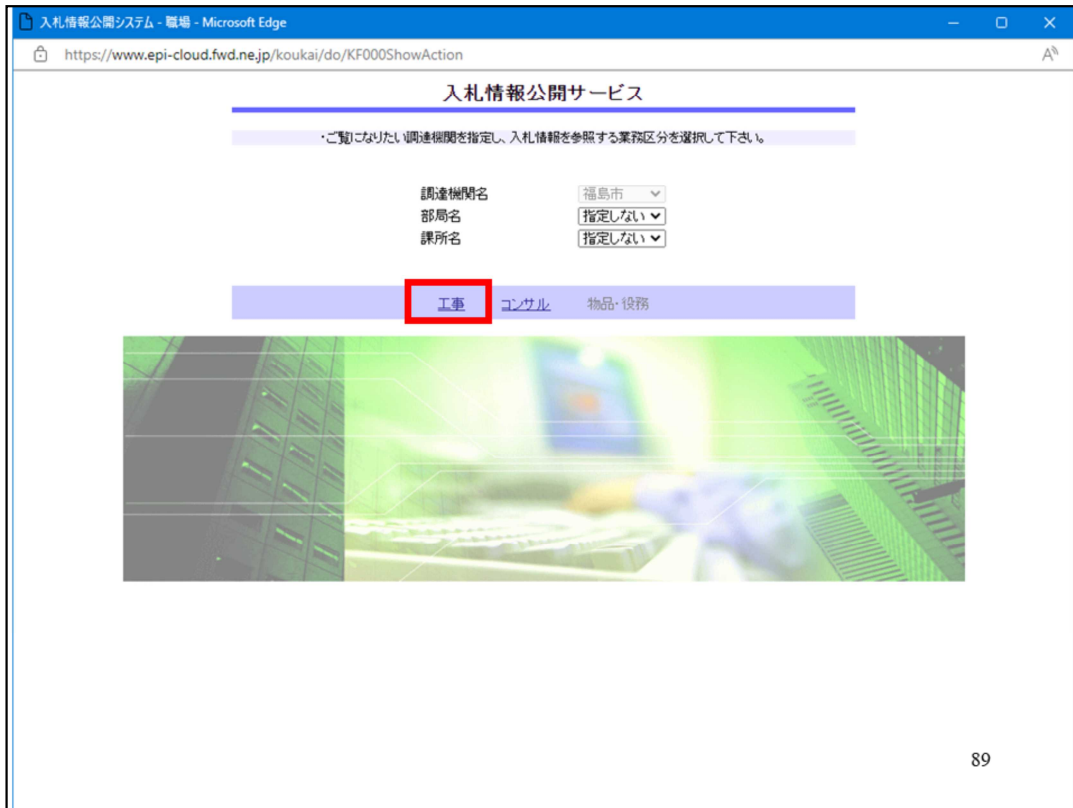 入札情報公開システム - 職場 - Microsoft Edge
https://www.epi-cloud.fwd.ne.jp/koukai/do/KF000ShowAction
入札情報公開サービス
・ご覧になりたい調達機関を指定し、入札情報を参照する業務区分を選択して下さい。
調達機関名 福島市
部局名 指定しない
課所名 指定しない
工事 コンサル 物品・役務
89